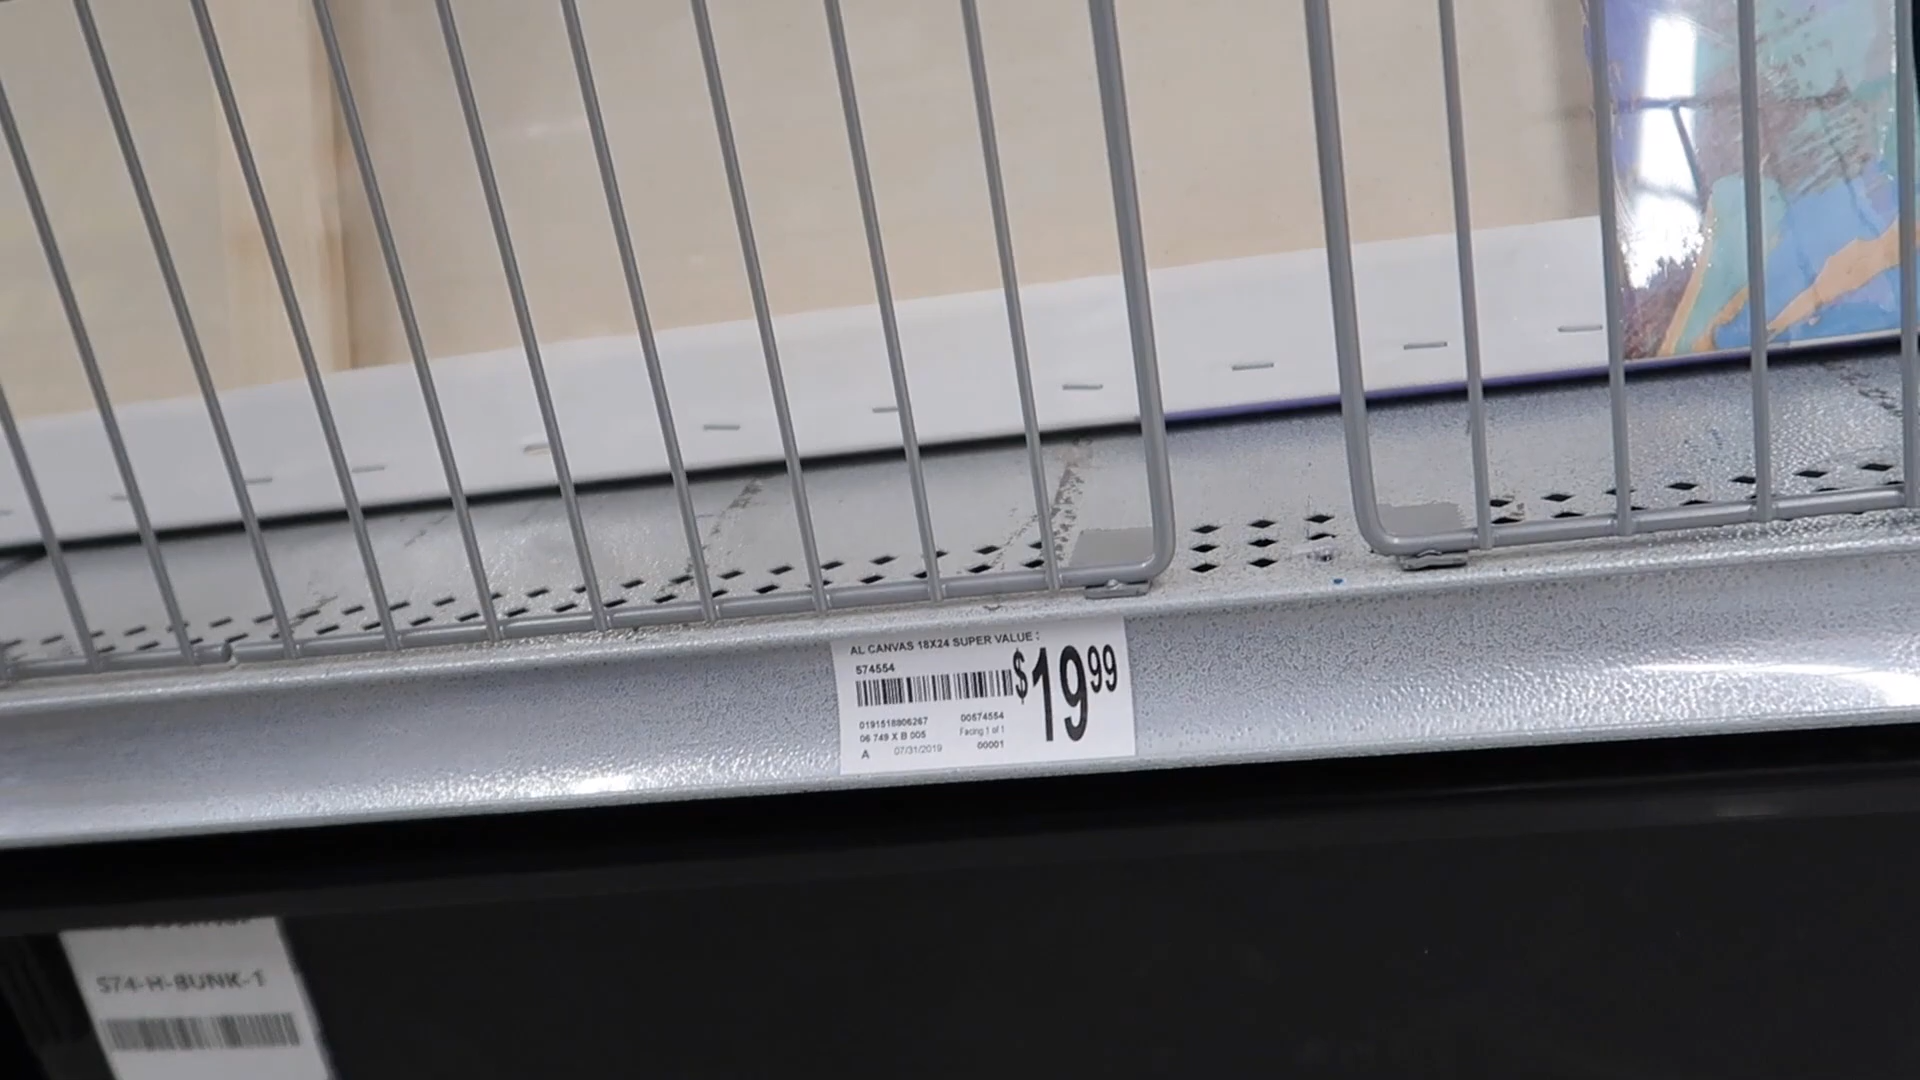 AL CANVAS 18X24 SUPER VALUE :
574554
$19.99
0191518806267 00574554
06 749 X B 005 Facing 1 of 1
A 07/31/2019 00001
S74-H-BUNK-1